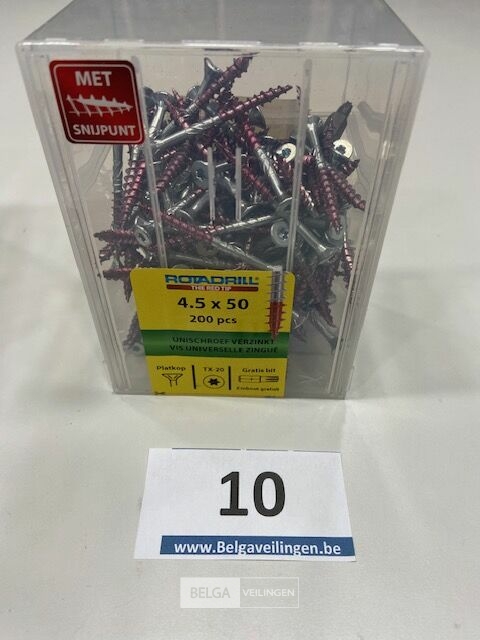 MET
SNIJPUNT
ROTADRILL®
THE RED TIP
4.5 x 50
200 pcs
UNISCHROEF VERZINKT
VIS UNIVERSELLE ZINGUÉ
Platkop
TX-20
Gratis bit
Embout gratuit
10
www.Belgaveilingen.be
BELGA VEILINGEN